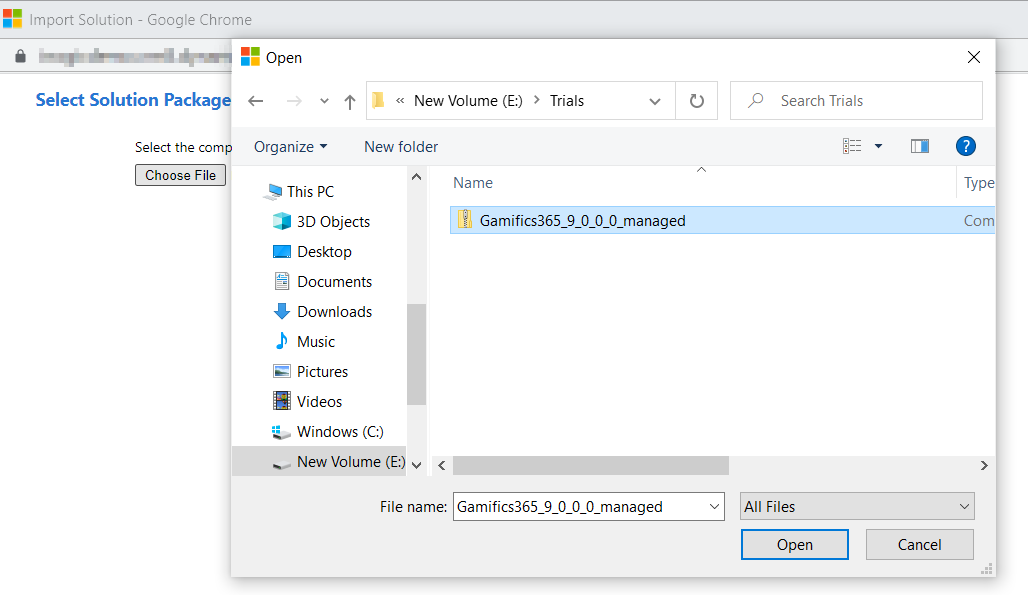 Import Solution - Google Chrome
Open
Select Solution Package
« New Volume (E:) > Trials
Search Trials
Select the comp
Organize
New folder
?
Choose File
This PC
Name
Type
3D Objects
Gamifics365_9_0_0_0_managed
Com
Desktop
Documents
Downloads
Music
Pictures
Videos
Windows (C:)
New Volume (E:)
File name:
Gamifics365_9_0_0_0_managed
All Files
Open
Cancel